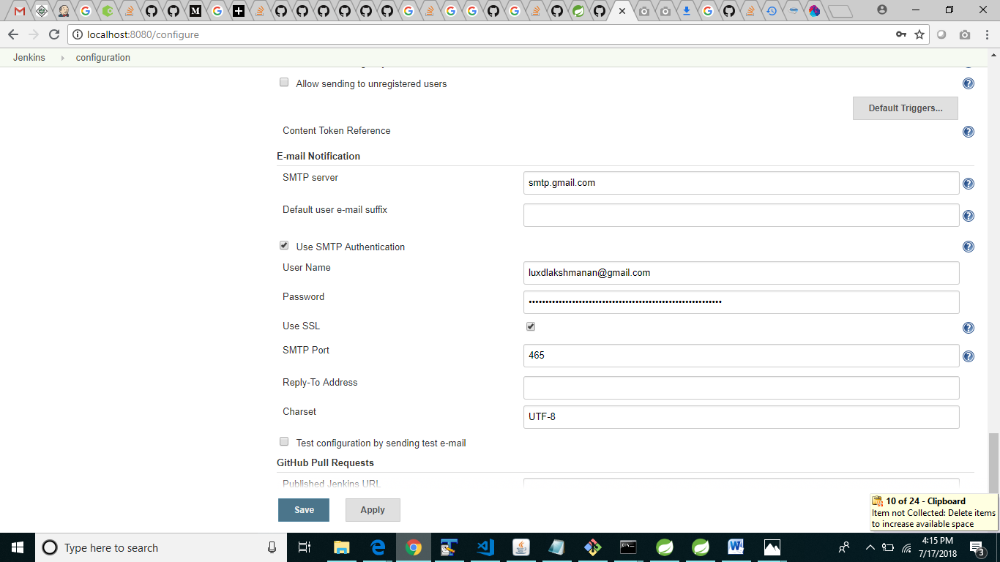 localhost:8080/configure
Jenkins configuration
Allow sending to unregistered users
Default Triggers...
Content Token Reference
E-mail Notification
SMTP server
smtp.gmail.com
Default user e-mail suffix
Use SMTP Authentication
User Name
luxdlakshmanan@gmail.com
Password
Use SSL
SMTP Port
465
Reply-To Address
Charset
UTF-8
Test configuration by sending test e-mail
GitHub Pull Requests
Published Jenkins URL
Save
Apply
10 of 24 - Clipboard
Item not Collected: Delete items
to increase available space
Type here to search
4:15 PM
7/17/2018
3